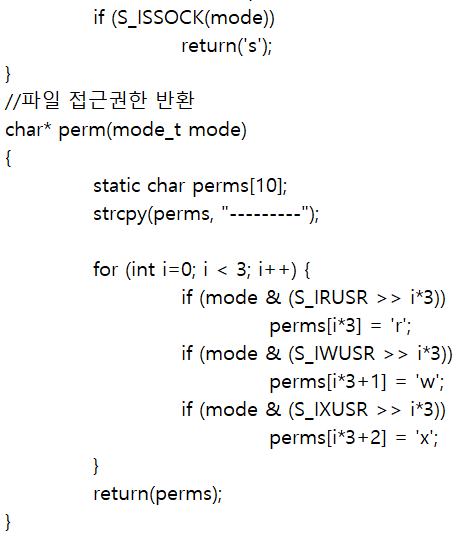 if (S_ISSOCK(mode))
return('s');
}
//파일 접근권한 반환
char* perm(mode_t mode)
{
static char perms[10];
strcpy(perms, "---------");
for (int i=0; i < 3; i++) {
if (mode & (S_IRUSR >> i*3))
perms[i*3] = 'r';
if (mode & (S_IWUSR >> i*3))
perms[i*3+1] = 'w';
if (mode & (S_IXUSR >> i*3))
perms[i*3+2] = 'x';
}
return(perms);
}